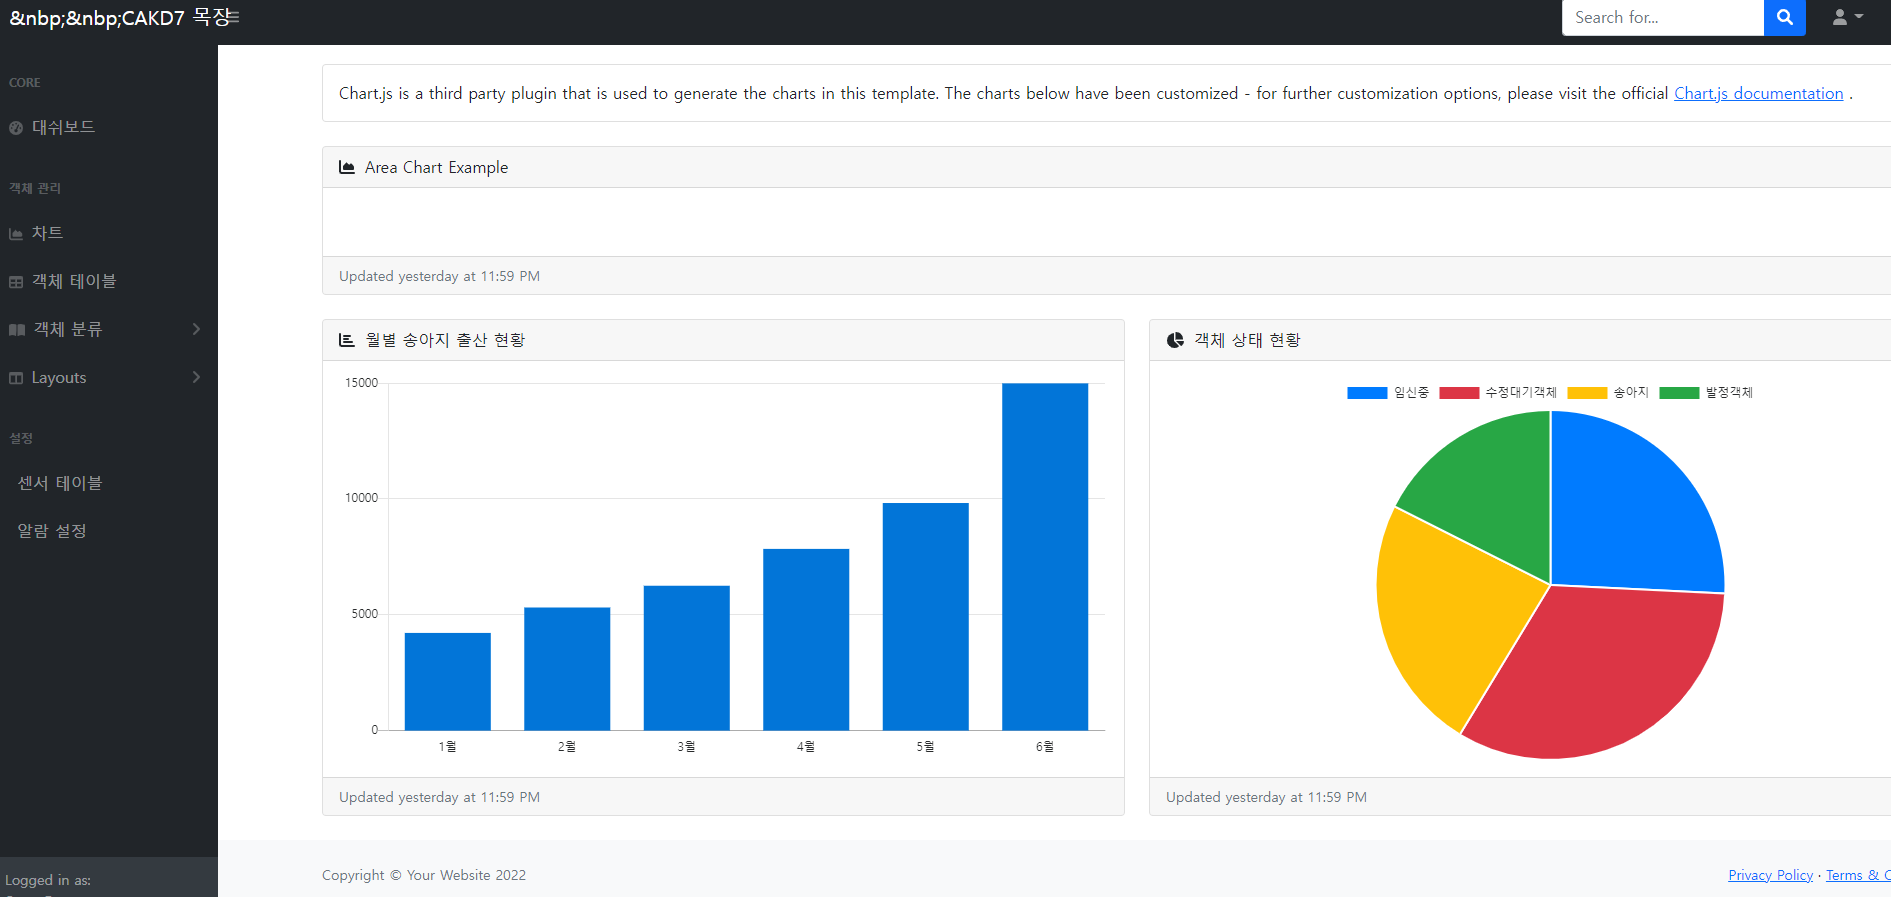 &nbp;&nbp;CAKD7 목장
Search for...
CORE
대쉬보드
객체 관리
차트
객체 테이블
객체 분류
Layouts
설정
센서 테이블
알람 설정
Logged in as:
Chart.js is a third party plugin that is used to generate the charts in this template. The charts below have been customized - for further customization options, please visit the official Chart.js documentation .
Area Chart Example
Updated yesterday at 11:59 PM
월별 송아지 출산 현황
15000
10000
5000
0
1월 2월 3월 4월 5월 6월
Updated yesterday at 11:59 PM
객체 상태 현황
임신중 수정대기객체 송아지 발정객체
Updated yesterday at 11:59 PM
Copyright © Your Website 2022
Privacy Policy · Terms &